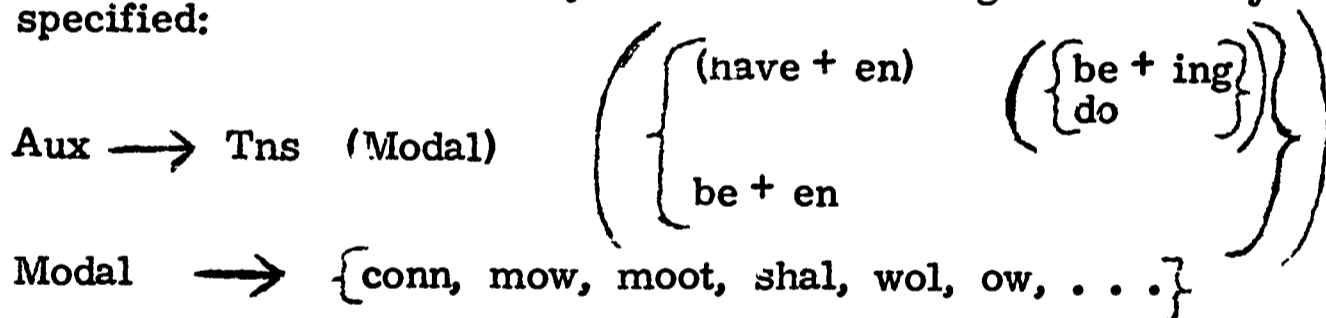 specified:
(have + en) ({be + ing
Aux → Tns (Modal) ({ do}))})
be + en
Modal → {conn, mow, moot, shal, wol, ow, . . .}